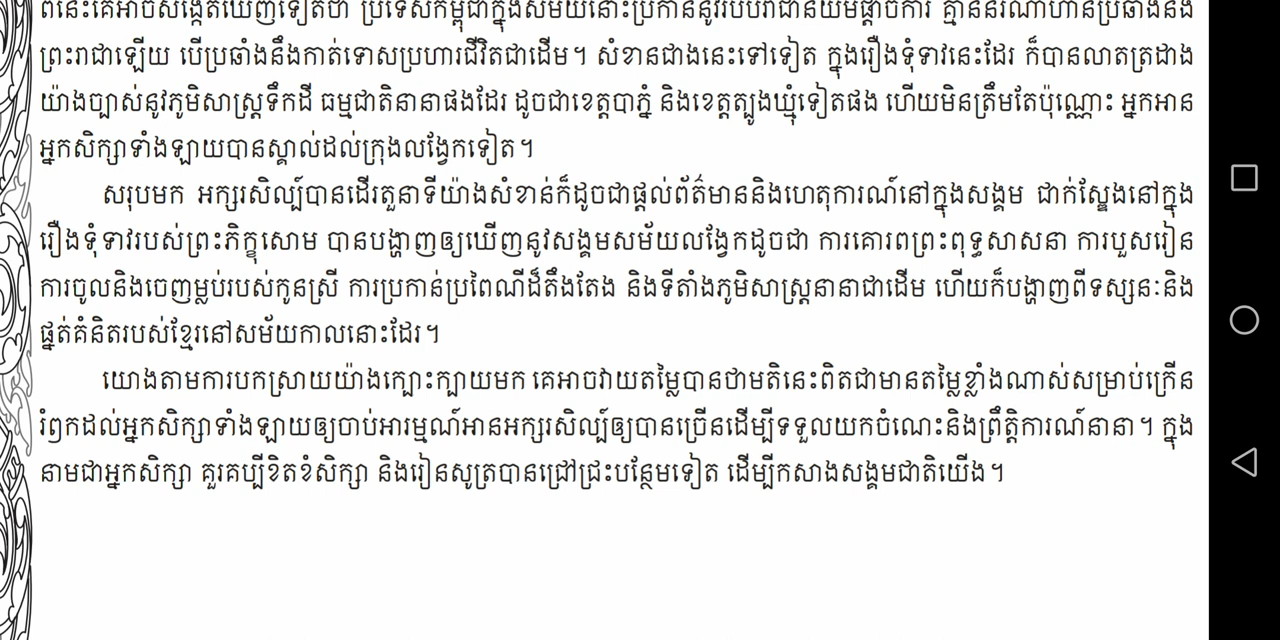 ពីនេះគេអាចសង្កេតឃើញទៀតថា ប្រទេសកម្ពុជាក្នុងសម័យនោះប្រកាន់នូវរបបរាជានិយមផ្ដាច់ការ គ្មាននរណាហ៊ានប្រឆាំងនឹង
ព្រះរាជាឡើយ បើប្រឆាំងនឹងកាត់ទោសប្រហារជីវិតជាដើម។ សំខានជាងនេះទៅទៀត ក្នុងរឿងទុំទាវនេះដែរ ក៏បានលាតត្រដាង
យ៉ាងច្បាស់នូវភូមិសាស្ត្រទឹកដី ធម្មជាតិនានាផងដែរ ដូចជាខេត្តបាភ្នំ និងខេត្តត្បូងឃ្មុំទៀតផង ហើយមិនត្រឹមតែប៉ុណ្ណោះ អ្នកអាន
អ្នកសិក្សាទាំងឡាយបានស្គាល់ដល់ក្រុងលង្វែកទៀត។
សរុបមក អក្សរសិល្ប៍បានដើរតួនាទីយ៉ាងសំខាន់ក៏ដូចជាផ្ដល់ព័ត៌មាននិងហេតុការណ៍នៅក្នុងសង្គម ជាក់ស្ដែងនៅក្នុង
រឿងទុំទាវរបស់ព្រះភិក្ខុសោម បានបង្ហាញឲ្យឃើញនូវសង្គមសម័យលង្វែកដូចជា ការគោរពព្រះពុទ្ធសាសនា ការបួសរៀន
ការចូលនិងចេញម្លប់របស់កូនស្រី ការប្រកាន់ប្រពៃណីដ៏តឹងតែង និងទីតាំងភូមិសាស្ត្រនានាជាដើម ហើយក៏បង្ហាញពីទស្សនៈនិង
ផ្នត់គំនិតរបស់ខ្មែរនៅសម័យកាលនោះដែរ។
យោងតាមការបកស្រាយយ៉ាងក្បោះក្បាយមក គេអាចវាយតម្លៃបានថាមតិនេះពិតជាមានតម្លៃខ្លាំងណាស់សម្រាប់ក្រើន
រំឭកដល់អ្នកសិក្សាទាំងឡាយឲ្យចាប់អារម្មណ៍អានអក្សរសិល្ប៍ឲ្យបានច្រើនដើម្បីទទួលយកចំណេះនិងព្រឹត្តិការណ៍នានា។ ក្នុង
នាមជាអ្នកសិក្សា គួរគប្បីខិតខំសិក្សា និងរៀនសូត្របានជ្រៅជ្រះបន្ថែមទៀត ដើម្បីកសាងសង្គមជាតិយើង។